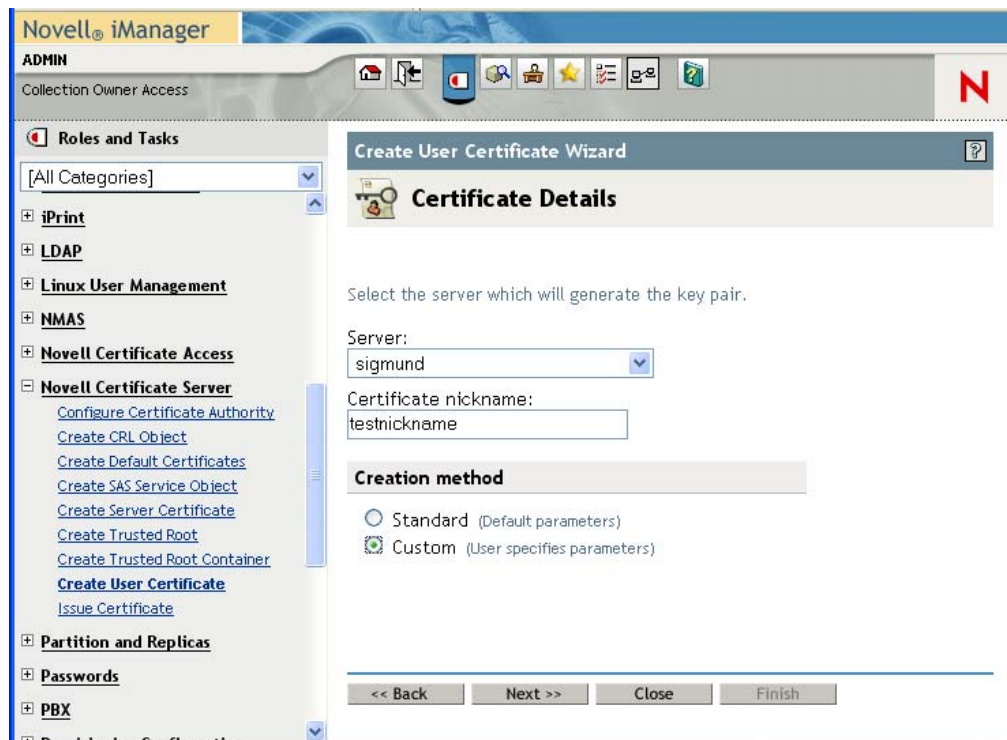 Novell® iManager
ADMIN
Collection Owner Access
N
Roles and Tasks
[All Categories]
iPrint
LDAP
Linux User Management
NMAS
Novell Certificate Access
Novell Certificate Server
Configure Certificate Authority
Create CRL Object
Create Default Certificates
Create SAS Service Object
Create Server Certificate
Create Trusted Root
Create Trusted Root Container
Create User Certificate
Issue Certificate
Partition and Replicas
Passwords
PBX
Create User Certificate Wizard
?
Certificate Details
Select the server which will generate the key pair.
Server:
sigmund
Certificate nickname:
testnickname
Creation method
Standard (Default parameters)
Custom (User specifies parameters)
<< Back
Next >>
Close
Finish